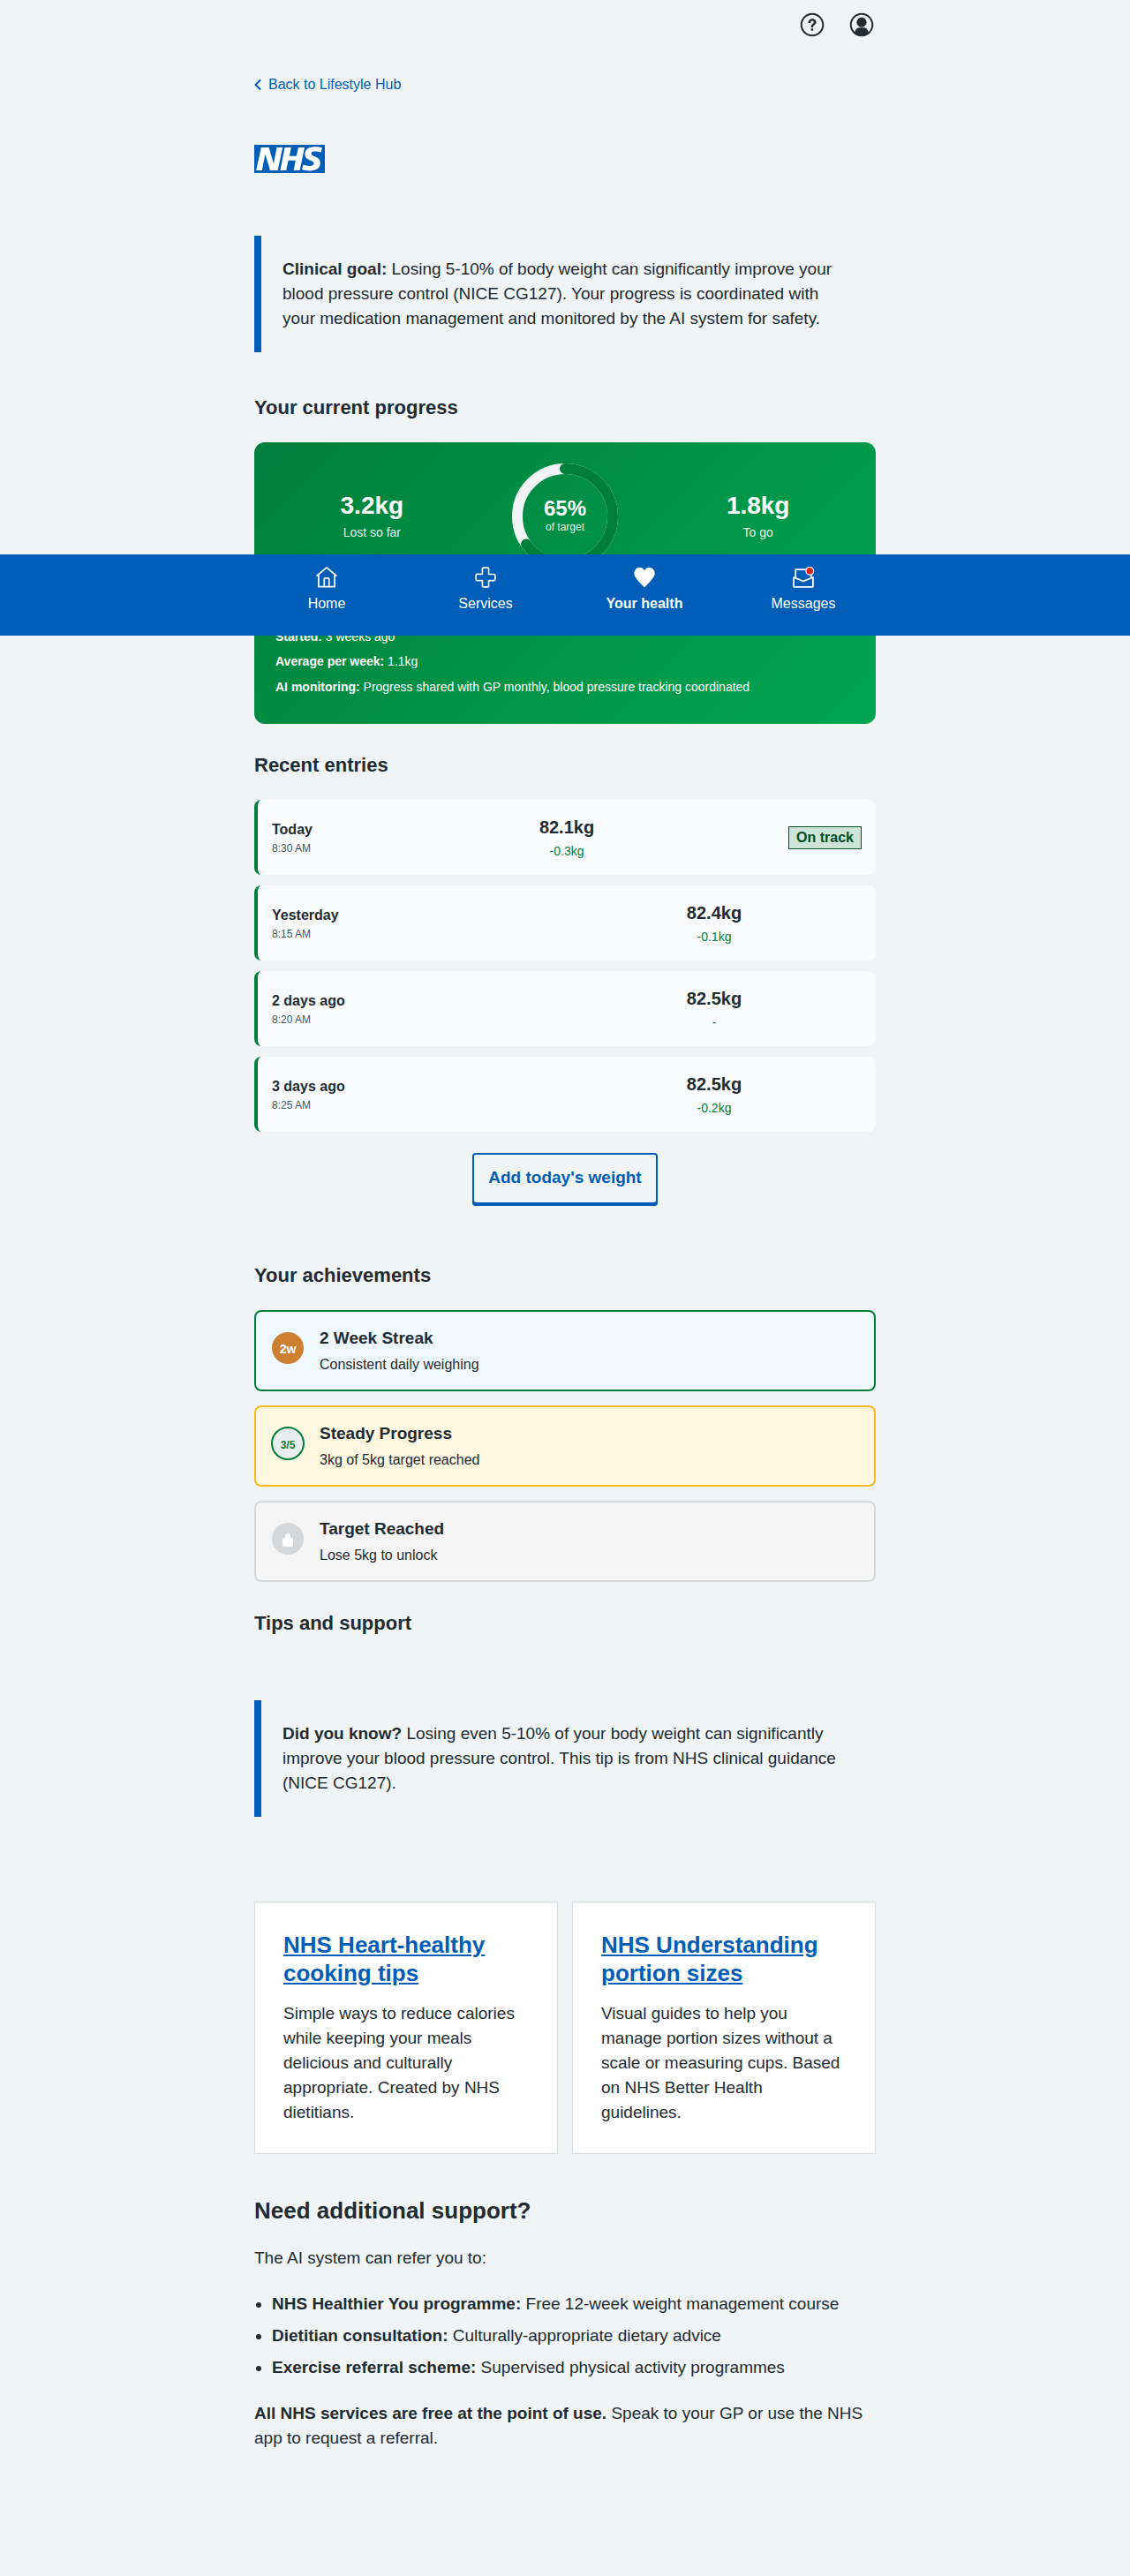 Back to Lifestyle Hub
NHS
Clinical goal: Losing 5-10% of body weight can significantly improve your
blood pressure control (NICE CG127). Your progress is coordinated with
your medication management and monitored by the AI system for safety.
Your current progress
3.2kg
Lost so far
65%
of target
1.8kg
To go
Home
Services
Your health
Messages
Started: 3 weeks ago
Average per week: 1.1kg
AI monitoring: Progress shared with GP monthly, blood pressure tracking coordinated
Recent entries
Today
8:30 AM
82.1kg
-0.3kg
On track
Yesterday
8:15 AM
82.4kg
-0.1kg
2 days ago
8:20 AM
82.5kg
-
3 days ago
8:25 AM
82.5kg
-0.2kg
Add today's weight
Your achievements
2w
2 Week Streak
Consistent daily weighing
3/5
Steady Progress
3kg of 5kg target reached
Target Reached
Lose 5kg to unlock
Tips and support
Did you know? Losing even 5-10% of your body weight can significantly
improve your blood pressure control. This tip is from NHS clinical guidance
(NICE CG127).
NHS Heart-healthy
cooking tips
Simple ways to reduce calories
while keeping your meals
delicious and culturally
appropriate. Created by NHS
dietitians.
NHS Understanding
portion sizes
Visual guides to help you
manage portion sizes without a
scale or measuring cups. Based
on NHS Better Health
guidelines.
Need additional support?
The AI system can refer you to:
NHS Healthier You programme: Free 12-week weight management course
Dietitian consultation: Culturally-appropriate dietary advice
Exercise referral scheme: Supervised physical activity programmes
All NHS services are free at the point of use. Speak to your GP or use the NHS
app to request a referral.